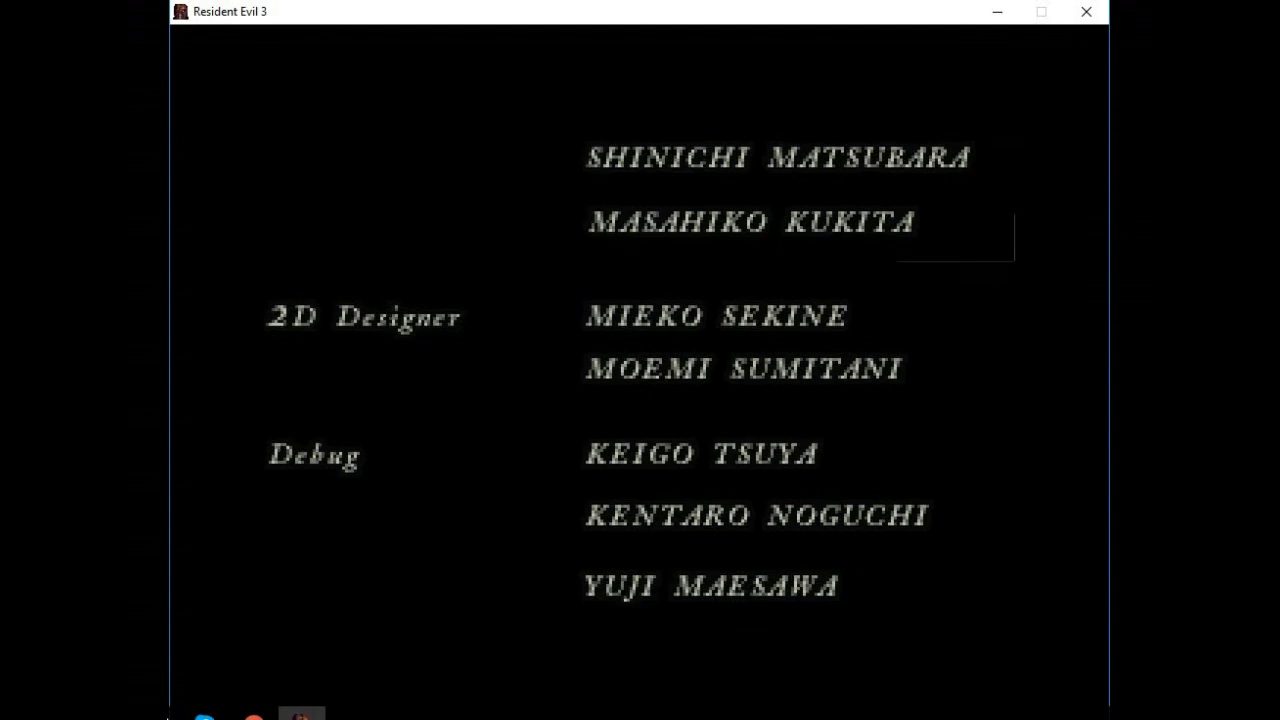 Resident Evil 3
SHINICHI MATSUBARA
MASAHIKO KUKITA
2D Designer MIEKO SEKINE
MOEMI SUMITANI
Debug KEIGO TSUYA
KENTARO NOGUCHI
YUJI MAESAWA